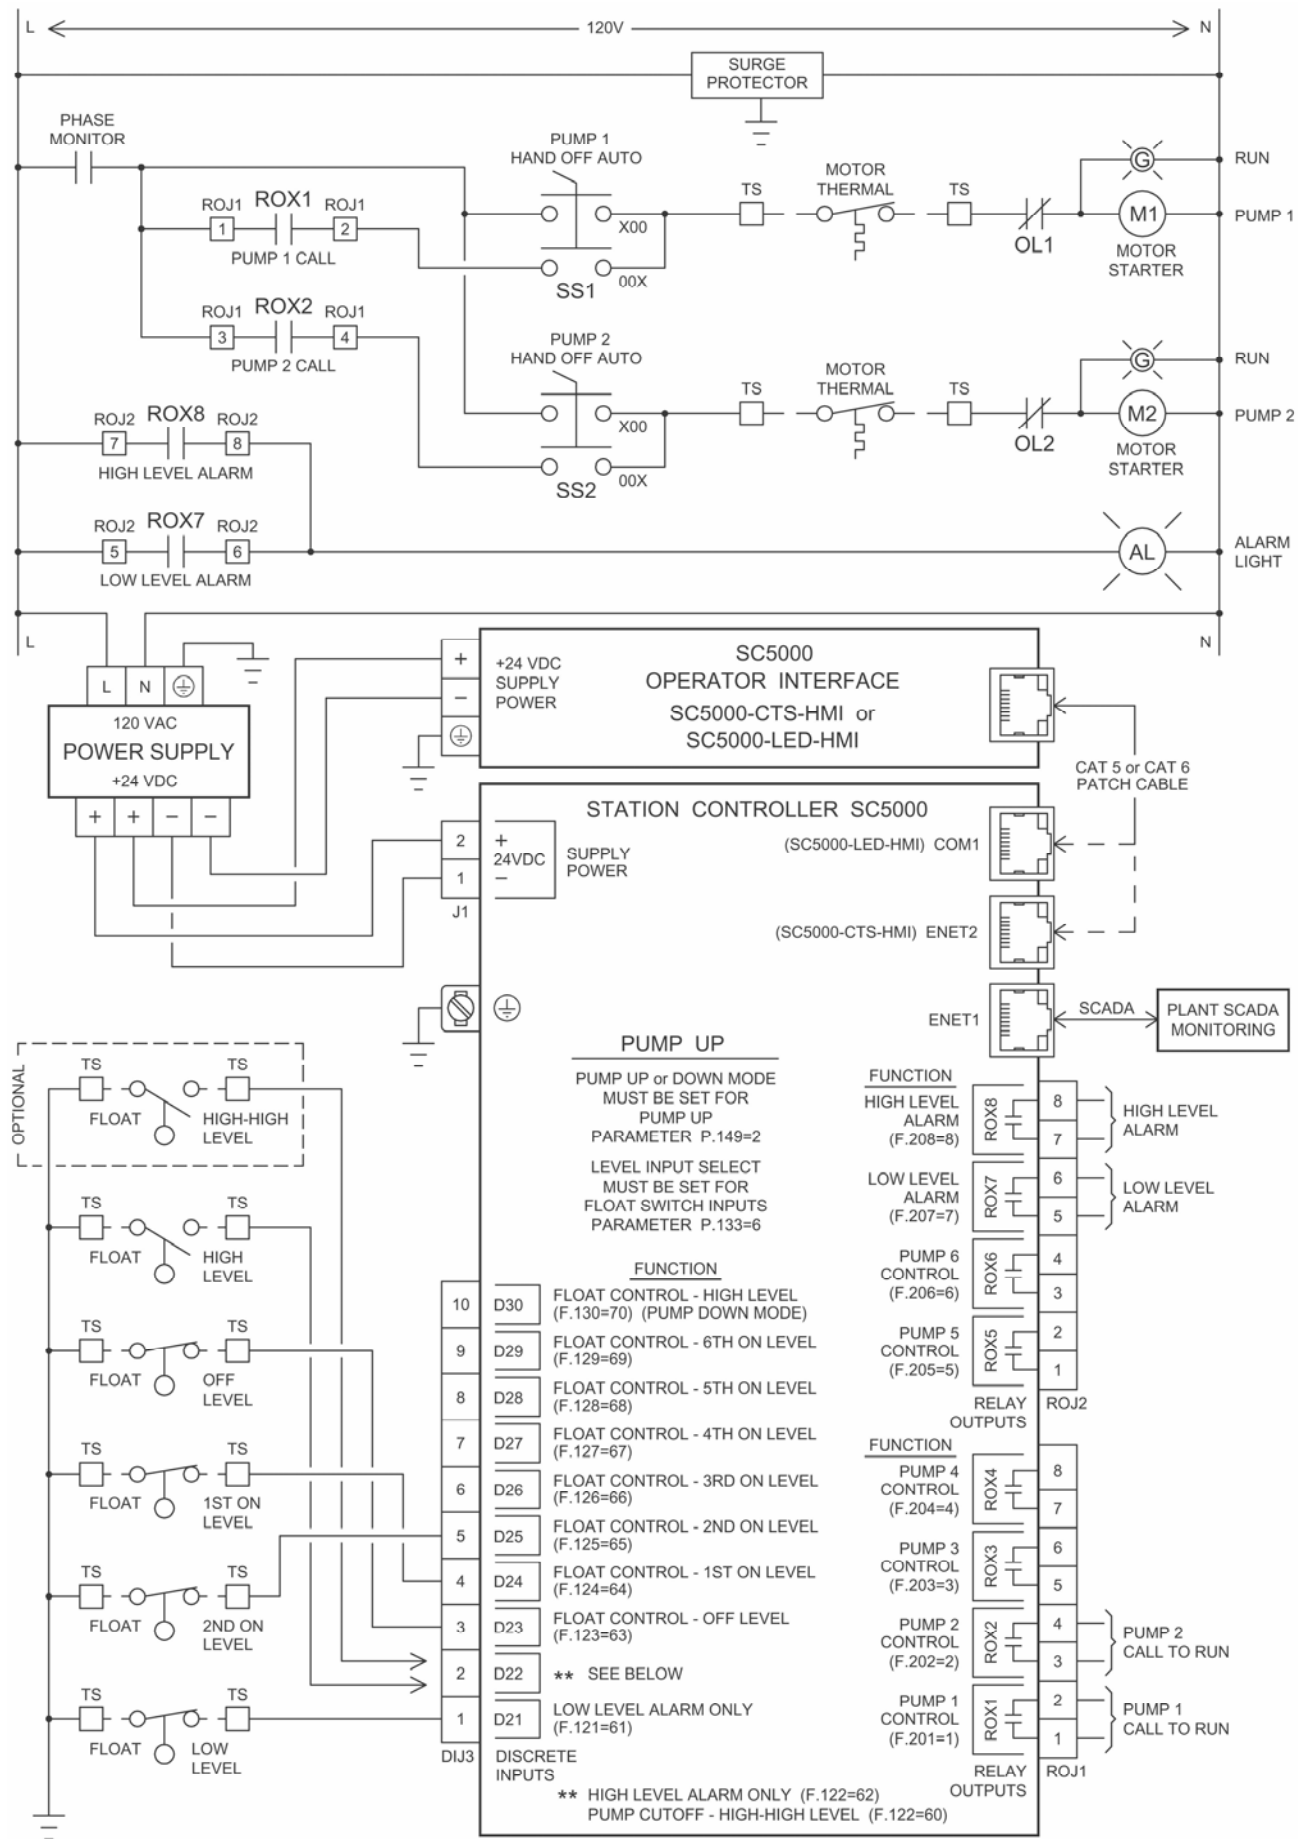 L
120V
N
SURGE
PROTECTOR
PHASE
MONITOR
PUMP 1
HAND OFF AUTO
X00
00X
SS1
ROJ1 ROX1 ROJ1
1 2
PUMP 1 CALL
TS
MOTOR
THERMAL
TS
OL1
G
RUN
M1
PUMP 1
MOTOR
STARTER
ROJ1 ROX2 ROJ1
3 4
PUMP 2 CALL
PUMP 2
HAND OFF AUTO
X00
00X
SS2
TS
MOTOR
THERMAL
TS
OL2
G
RUN
M2
PUMP 2
MOTOR
STARTER
ROJ2 ROX8 ROJ2
7 8
HIGH LEVEL ALARM
ROJ2 ROX7 ROJ2
5 6
LOW LEVEL ALARM
AL
ALARM
LIGHT
L
N
L N
120 VAC
POWER SUPPLY
+24 VDC
+ + − −
+
−
+24 VDC
SUPPLY
POWER
SC5000
OPERATOR INTERFACE
SC5000-CTS-HMI or
SC5000-LED-HMI
CAT 5 or CAT 6
PATCH CABLE
STATION CONTROLLER SC5000
2
1
J1
+
24VDC
−
SUPPLY
POWER
(SC5000-LED-HMI) COM1
(SC5000-CTS-HMI) ENET2
ENET1
SCADA
PLANT SCADA
MONITORING
PUMP UP
PUMP UP or DOWN MODE
MUST BE SET FOR
PUMP UP
PARAMETER P.149=2
LEVEL INPUT SELECT
MUST BE SET FOR
FLOAT SWITCH INPUTS
PARAMETER P.133=6
OPTIONAL
TS TS
FLOAT
HIGH-HIGH
LEVEL
TS TS
FLOAT
HIGH
LEVEL
TS TS
FLOAT
OFF
LEVEL
TS TS
FLOAT
1ST ON
LEVEL
TS TS
FLOAT
2ND ON
LEVEL
TS TS
FLOAT
LOW
LEVEL
FUNCTION
10 D30 FLOAT CONTROL - HIGH LEVEL
(F.130=70) (PUMP DOWN MODE)
9 D29 FLOAT CONTROL - 6TH ON LEVEL
(F.129=69)
8 D28 FLOAT CONTROL - 5TH ON LEVEL
(F.128=68)
7 D27 FLOAT CONTROL - 4TH ON LEVEL
(F.127=67)
6 D26 FLOAT CONTROL - 3RD ON LEVEL
(F.126=66)
5 D25 FLOAT CONTROL - 2ND ON LEVEL
(F.125=65)
4 D24 FLOAT CONTROL - 1ST ON LEVEL
(F.124=64)
3 D23 FLOAT CONTROL - OFF LEVEL
(F.123=63)
2 D22 ** SEE BELOW
1 D21 LOW LEVEL ALARM ONLY
(F.121=61)
DIJ3 DISCRETE
INPUTS
** HIGH LEVEL ALARM ONLY (F.122=62)
PUMP CUTOFF - HIGH-HIGH LEVEL (F.122=60)
FUNCTION
HIGH LEVEL
ALARM
(F.208=8)
ROX8
8
7
HIGH LEVEL
ALARM
LOW LEVEL
ALARM
(F.207=7)
ROX7
6
5
LOW LEVEL
ALARM
PUMP 6
CONTROL
(F.206=6)
ROX6
4
3
PUMP 5
CONTROL
(F.205=5)
ROX5
2
1
RELAY
OUTPUTS
ROJ2
FUNCTION
PUMP 4
CONTROL
(F.204=4)
ROX4
8
7
PUMP 3
CONTROL
(F.203=3)
ROX3
6
5
PUMP 2
CONTROL
(F.202=2)
ROX2
4
3
PUMP 2
CALL TO RUN
PUMP 1
CONTROL
(F.201=1)
ROX1
2
1
PUMP 1
CALL TO RUN
RELAY
OUTPUTS
ROJ1